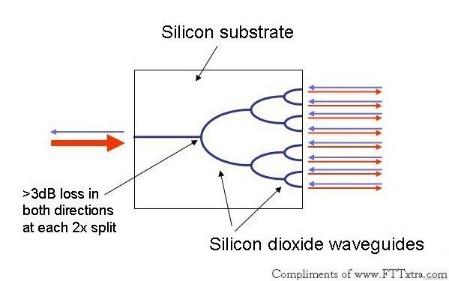 Silicon substrate
>3dB loss in
both directions
at each 2x split
Silicon dioxide waveguides
Compliments of www.FTTxtra.com